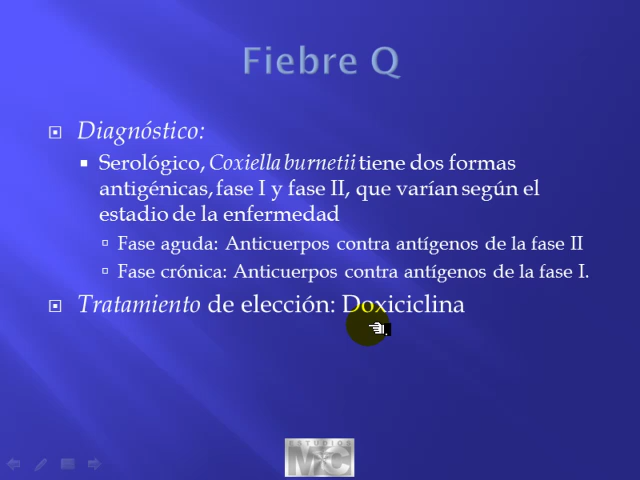 Fiebre Q
Diagnóstico:
Serológico, Coxiella burnetii tiene dos formas
antigénicas, fase I y fase II, que varían según el
estadio de la enfermedad
Fase aguda: Anticuerpos contra antígenos de la fase II
Fase crónica: Anticuerpos contra antígenos de la fase I.
Tratamiento de elección: Doxiciclina
ESTUDIOS
MC